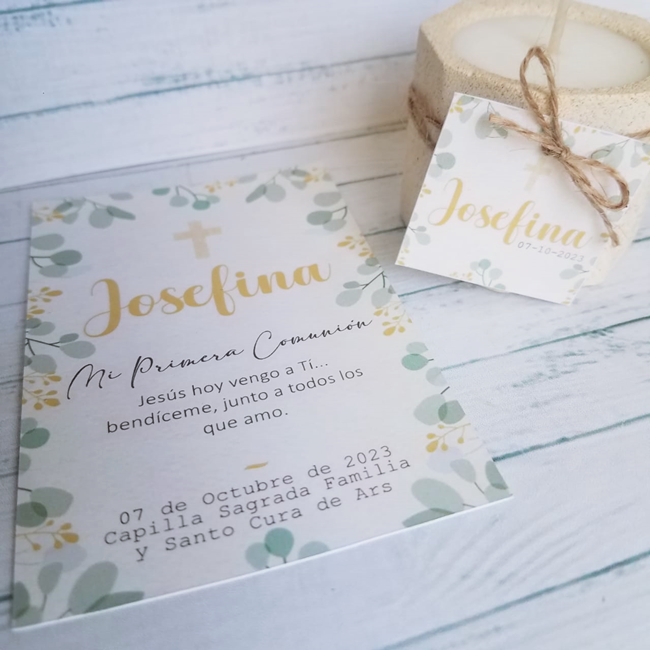 Josefina
Mi Primera Comunión
Jesús hoy vengo a Tí...
bendíceme, junto a todos los
que amo.
07 de Octubre de 2023
Capilla Sagrada Familia
y Santo Cura de Ars
Josefina
07-10-2023